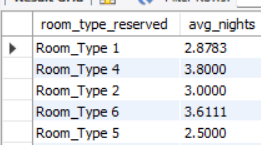 room_type_reserved avg_nights
Room_Type 1 2.8783
Room_Type 4 3.8000
Room_Type 2 3.0000
Room_Type 6 3.6111
Room_Type 5 2.5000